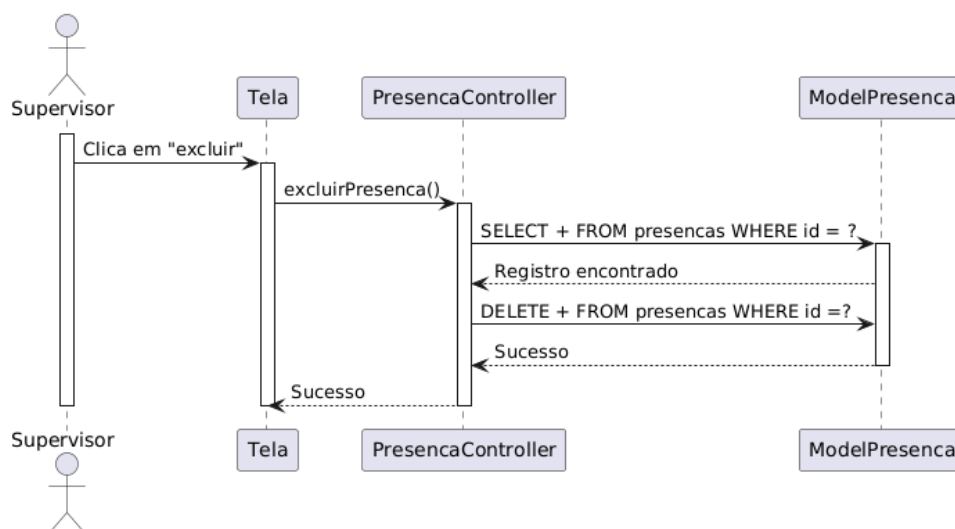 Supervisor
Tela
PresencaController
ModelPresenca
Clica em "excluir"
excluirPresenca()
SELECT + FROM presencas WHERE id = ?
Registro encontrado
DELETE + FROM presencas WHERE id =?
Sucesso
Sucesso
Supervisor
Tela
PresencaController
ModelPresenca